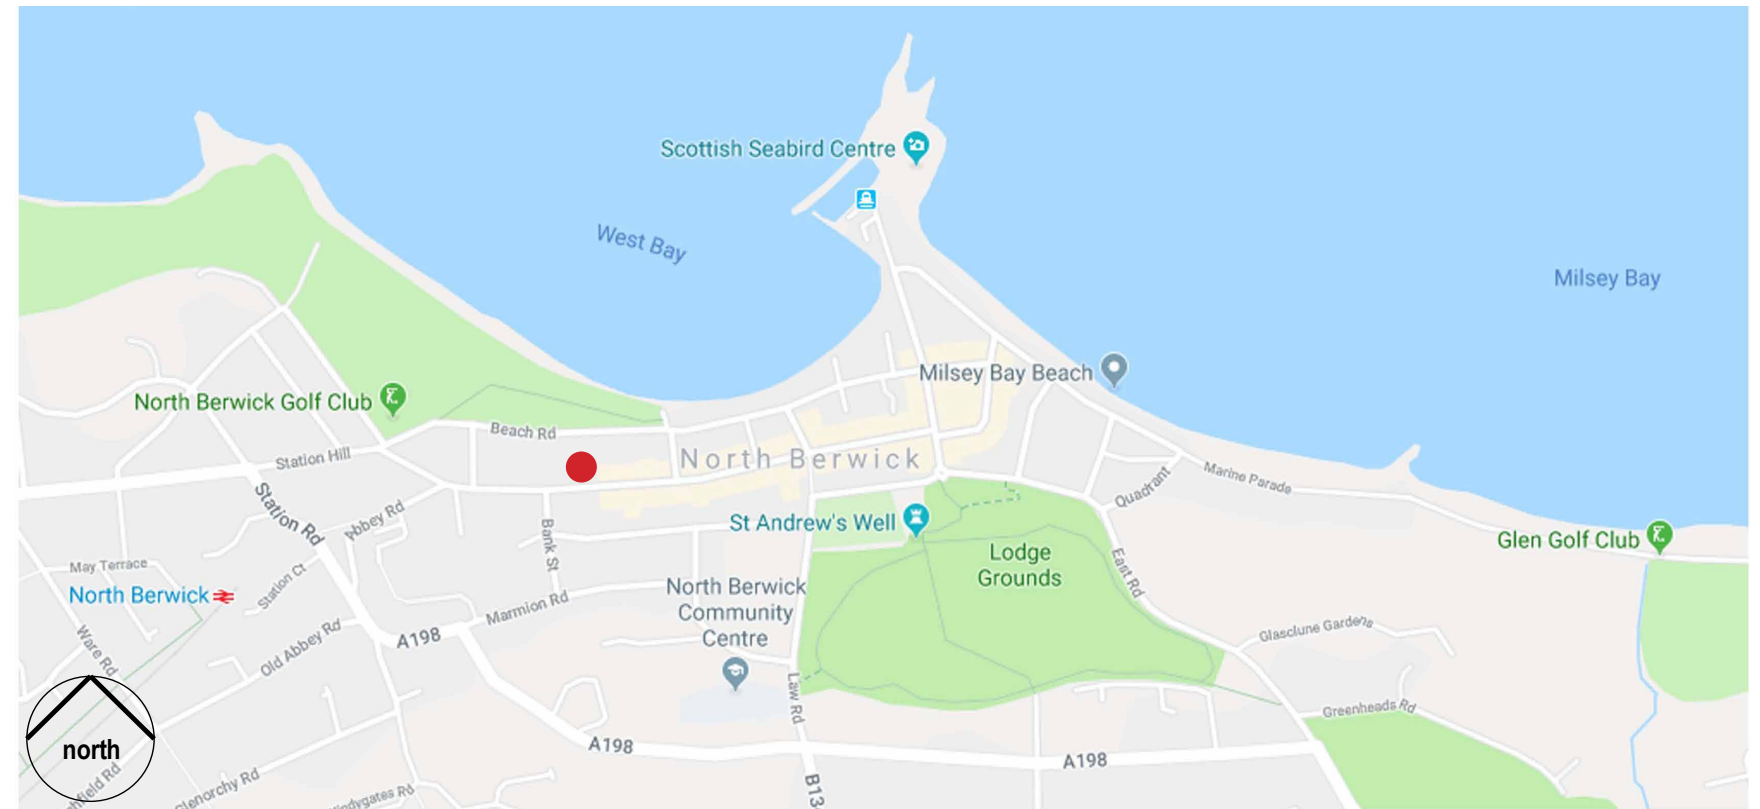 Scottish Seabird Centre
West Bay
Milsey Bay
Milsey Bay Beach
North Berwick Golf Club
Beach Rd
Station Hill
North Berwick
Quadrant
Marine Parade
Station Rd
Abbey Rd
Bank St
St Andrew's Well
Glen Golf Club
Lodge
Grounds
May Terrace
North Berwick
Station Ct
Marmion Rd
North Berwick
Community
Centre
East Rd
A198
Old Abbey Rd
Ware Rd
Glasclune Gardens
Law Rd
Greenheads Rd
north
A198
A198
B13